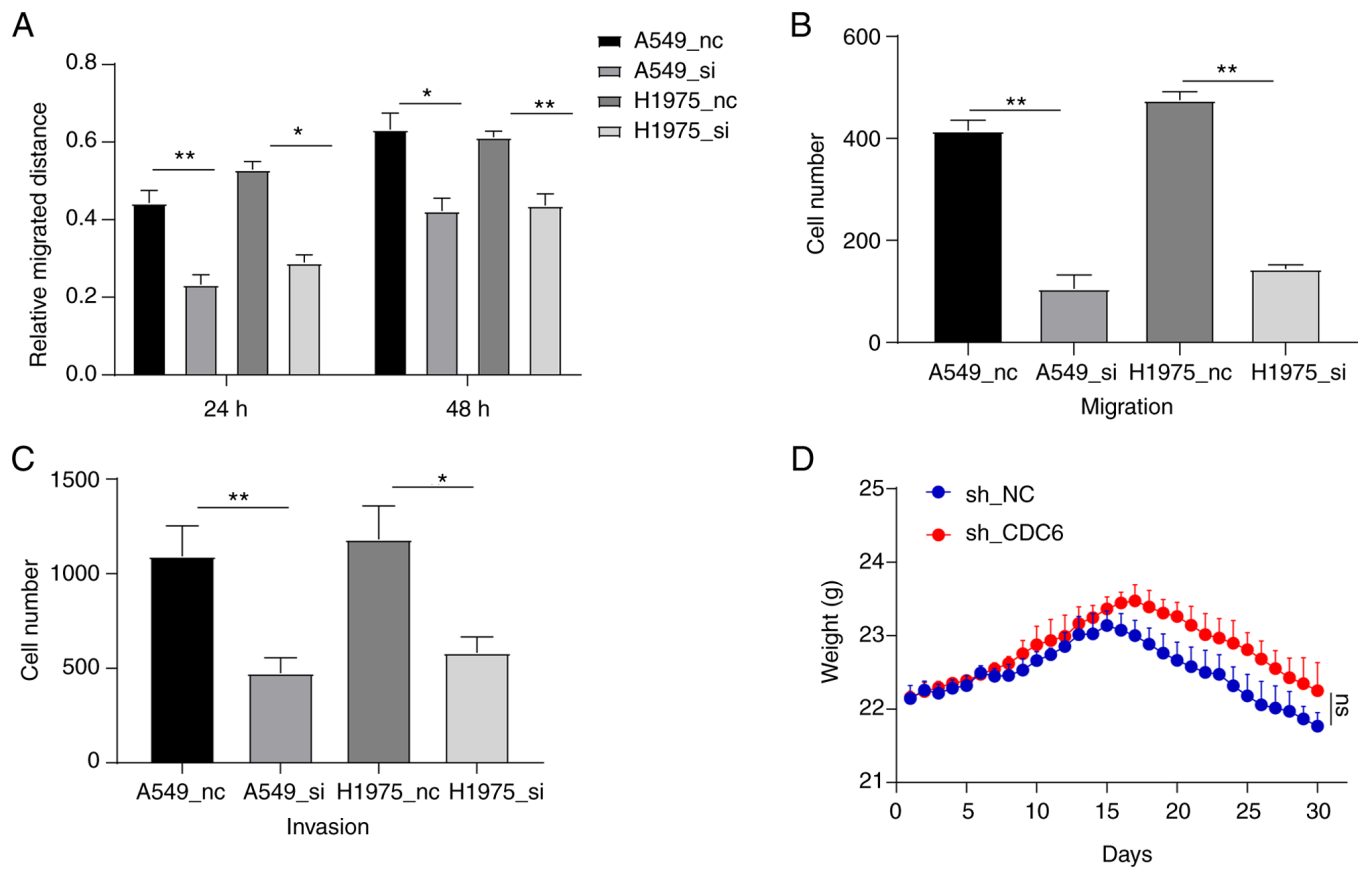 A
A549_nc
A549_si
H1975_nc
H1975_si
Relative migrated distance
0.8
0.6
0.4
0.2
0.0
**
*
*
**
24 h
48 h
B
Cell number
600
400
200
0
**
**
A549_nc
A549_si
H1975_nc
H1975_si
Migration
C
Cell number
1500
1000
500
0
**
*
A549_nc
A549_si
H1975_nc
H1975_si
Invasion
D
sh_NC
sh_CDC6
Weight (g)
25
24
23
22
21
ns
0
5
10
15
20
25
30
Days